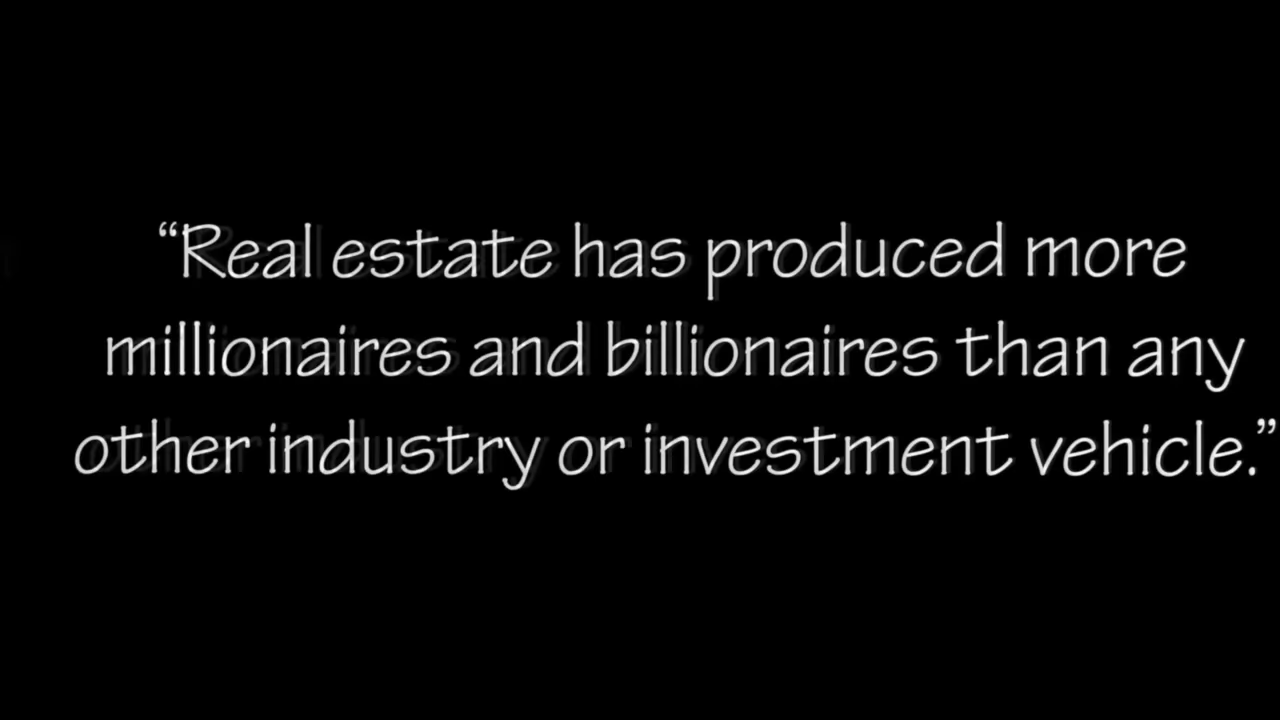 “Real estate has produced more
millionaires and billionaires than any
other industry or investment vehicle.”